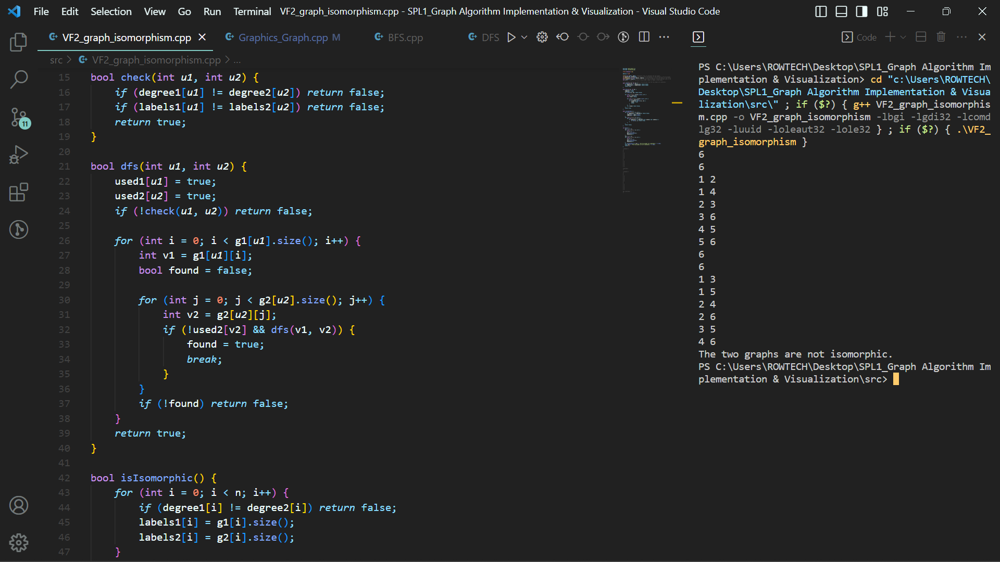 File Edit Selection View Go Run Terminal VF2_graph_isomorphism.cpp - SPL1_Graph Algorithm Implementation & Visualization - Visual Studio Code
VF2_graph_isomorphism.cpp Graphics_Graph.cpp M BFS.cpp DFS
src > VF2_graph_isomorphism.cpp > ...
15 bool check(int u1, int u2) {
16 if (degree1[u1] != degree2[u2]) return false;
17 if (labels1[u1] != labels2[u2]) return false;
18 return true;
19 }
20
21 bool dfs(int u1, int u2) {
22 used1[u1] = true;
23 used2[u2] = true;
24 if (!check(u1, u2)) return false;
25
26 for (int i = 0; i < g1[u1].size(); i++) {
27 int v1 = g1[u1][i];
28 bool found = false;
29
30 for (int j = 0; j < g2[u2].size(); j++) {
31 int v2 = g2[u2][j];
32 if (!used2[v2] && dfs(v1, v2)) {
33 found = true;
34 break;
35 }
36 }
37 if (!found) return false;
38 }
39 return true;
40 }
41
42 bool isIsomorphic() {
43 for (int i = 0; i < n; i++) {
44 if (degree1[i] != degree2[i]) return false;
45 labels1[i] = g1[i].size();
46 labels2[i] = g2[i].size();
47 }
11
Code
PS C:\Users\ROWTECH\Desktop\SPL1_Graph Algorithm Im
plementation & Visualization> cd "c:\Users\ROWTECH\
Desktop\SPL1_Graph Algorithm Implementation & Visua
lization\src\" ; if ($?) { g++ VF2_graph_isomorphis
m.cpp -o VF2_graph_isomorphism -lbgi -lgdi32 -lcomd
lg32 -luuid -loleaut32 -lole32 } ; if ($?) { .\VF2_
graph_isomorphism }
6
6
1 2
1 4
2 3
3 6
4 5
5 6
6
6
1 3
1 5
2 4
2 6
3 5
4 6
The two graphs are not isomorphic.
PS C:\Users\ROWTECH\Desktop\SPL1_Graph Algorithm Im
plementation & Visualization\src>